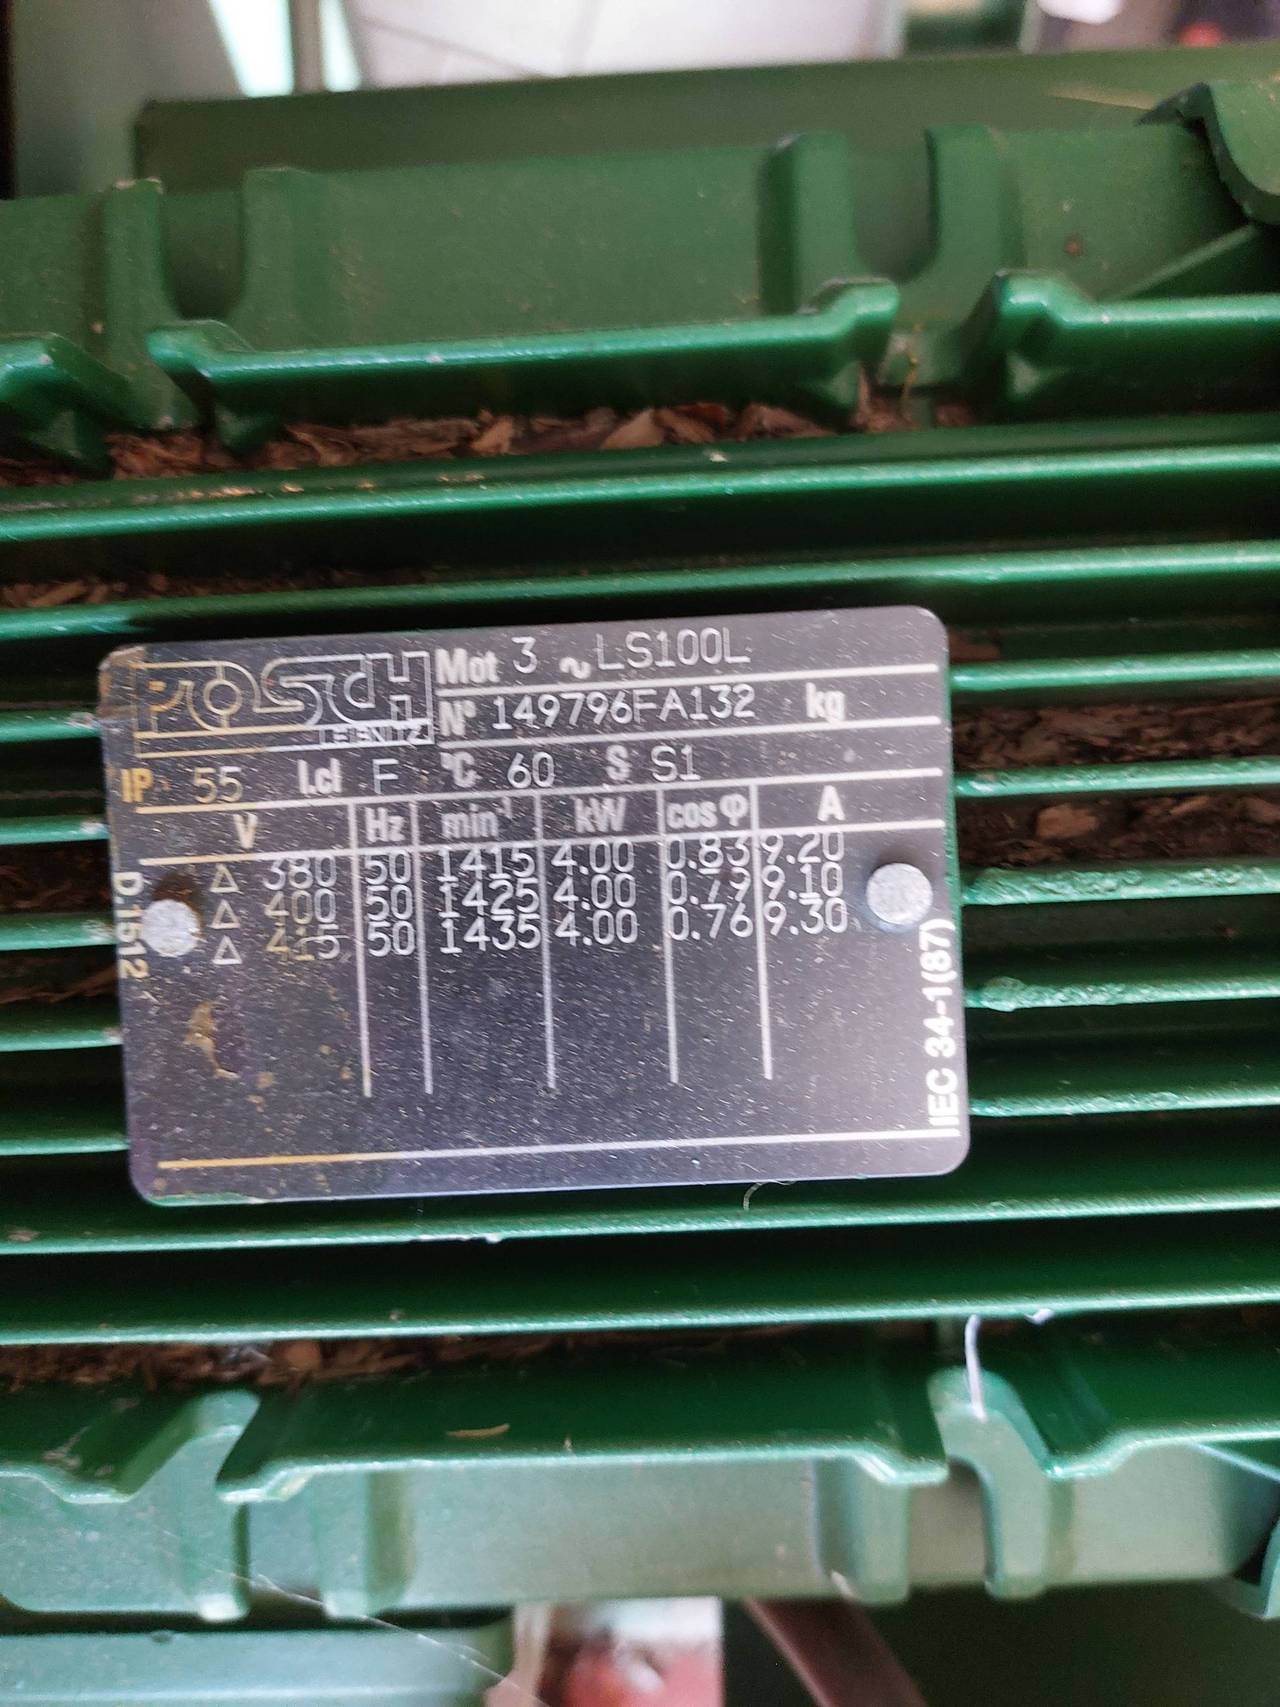 POSCH
LEIBNITZ
Mot 3 ~ LS100L
N° 149796FA132 kg
IP 55 I.cl F °C 60 S S1
V Hz min-1 kW cos φ A
Δ 380 50 1415 4.00 0.83 9.20
Δ 400 50 1425 4.00 0.79 9.10
Δ 415 50 1435 4.00 0.76 9.30
D.1512
IEC 34-1(87)